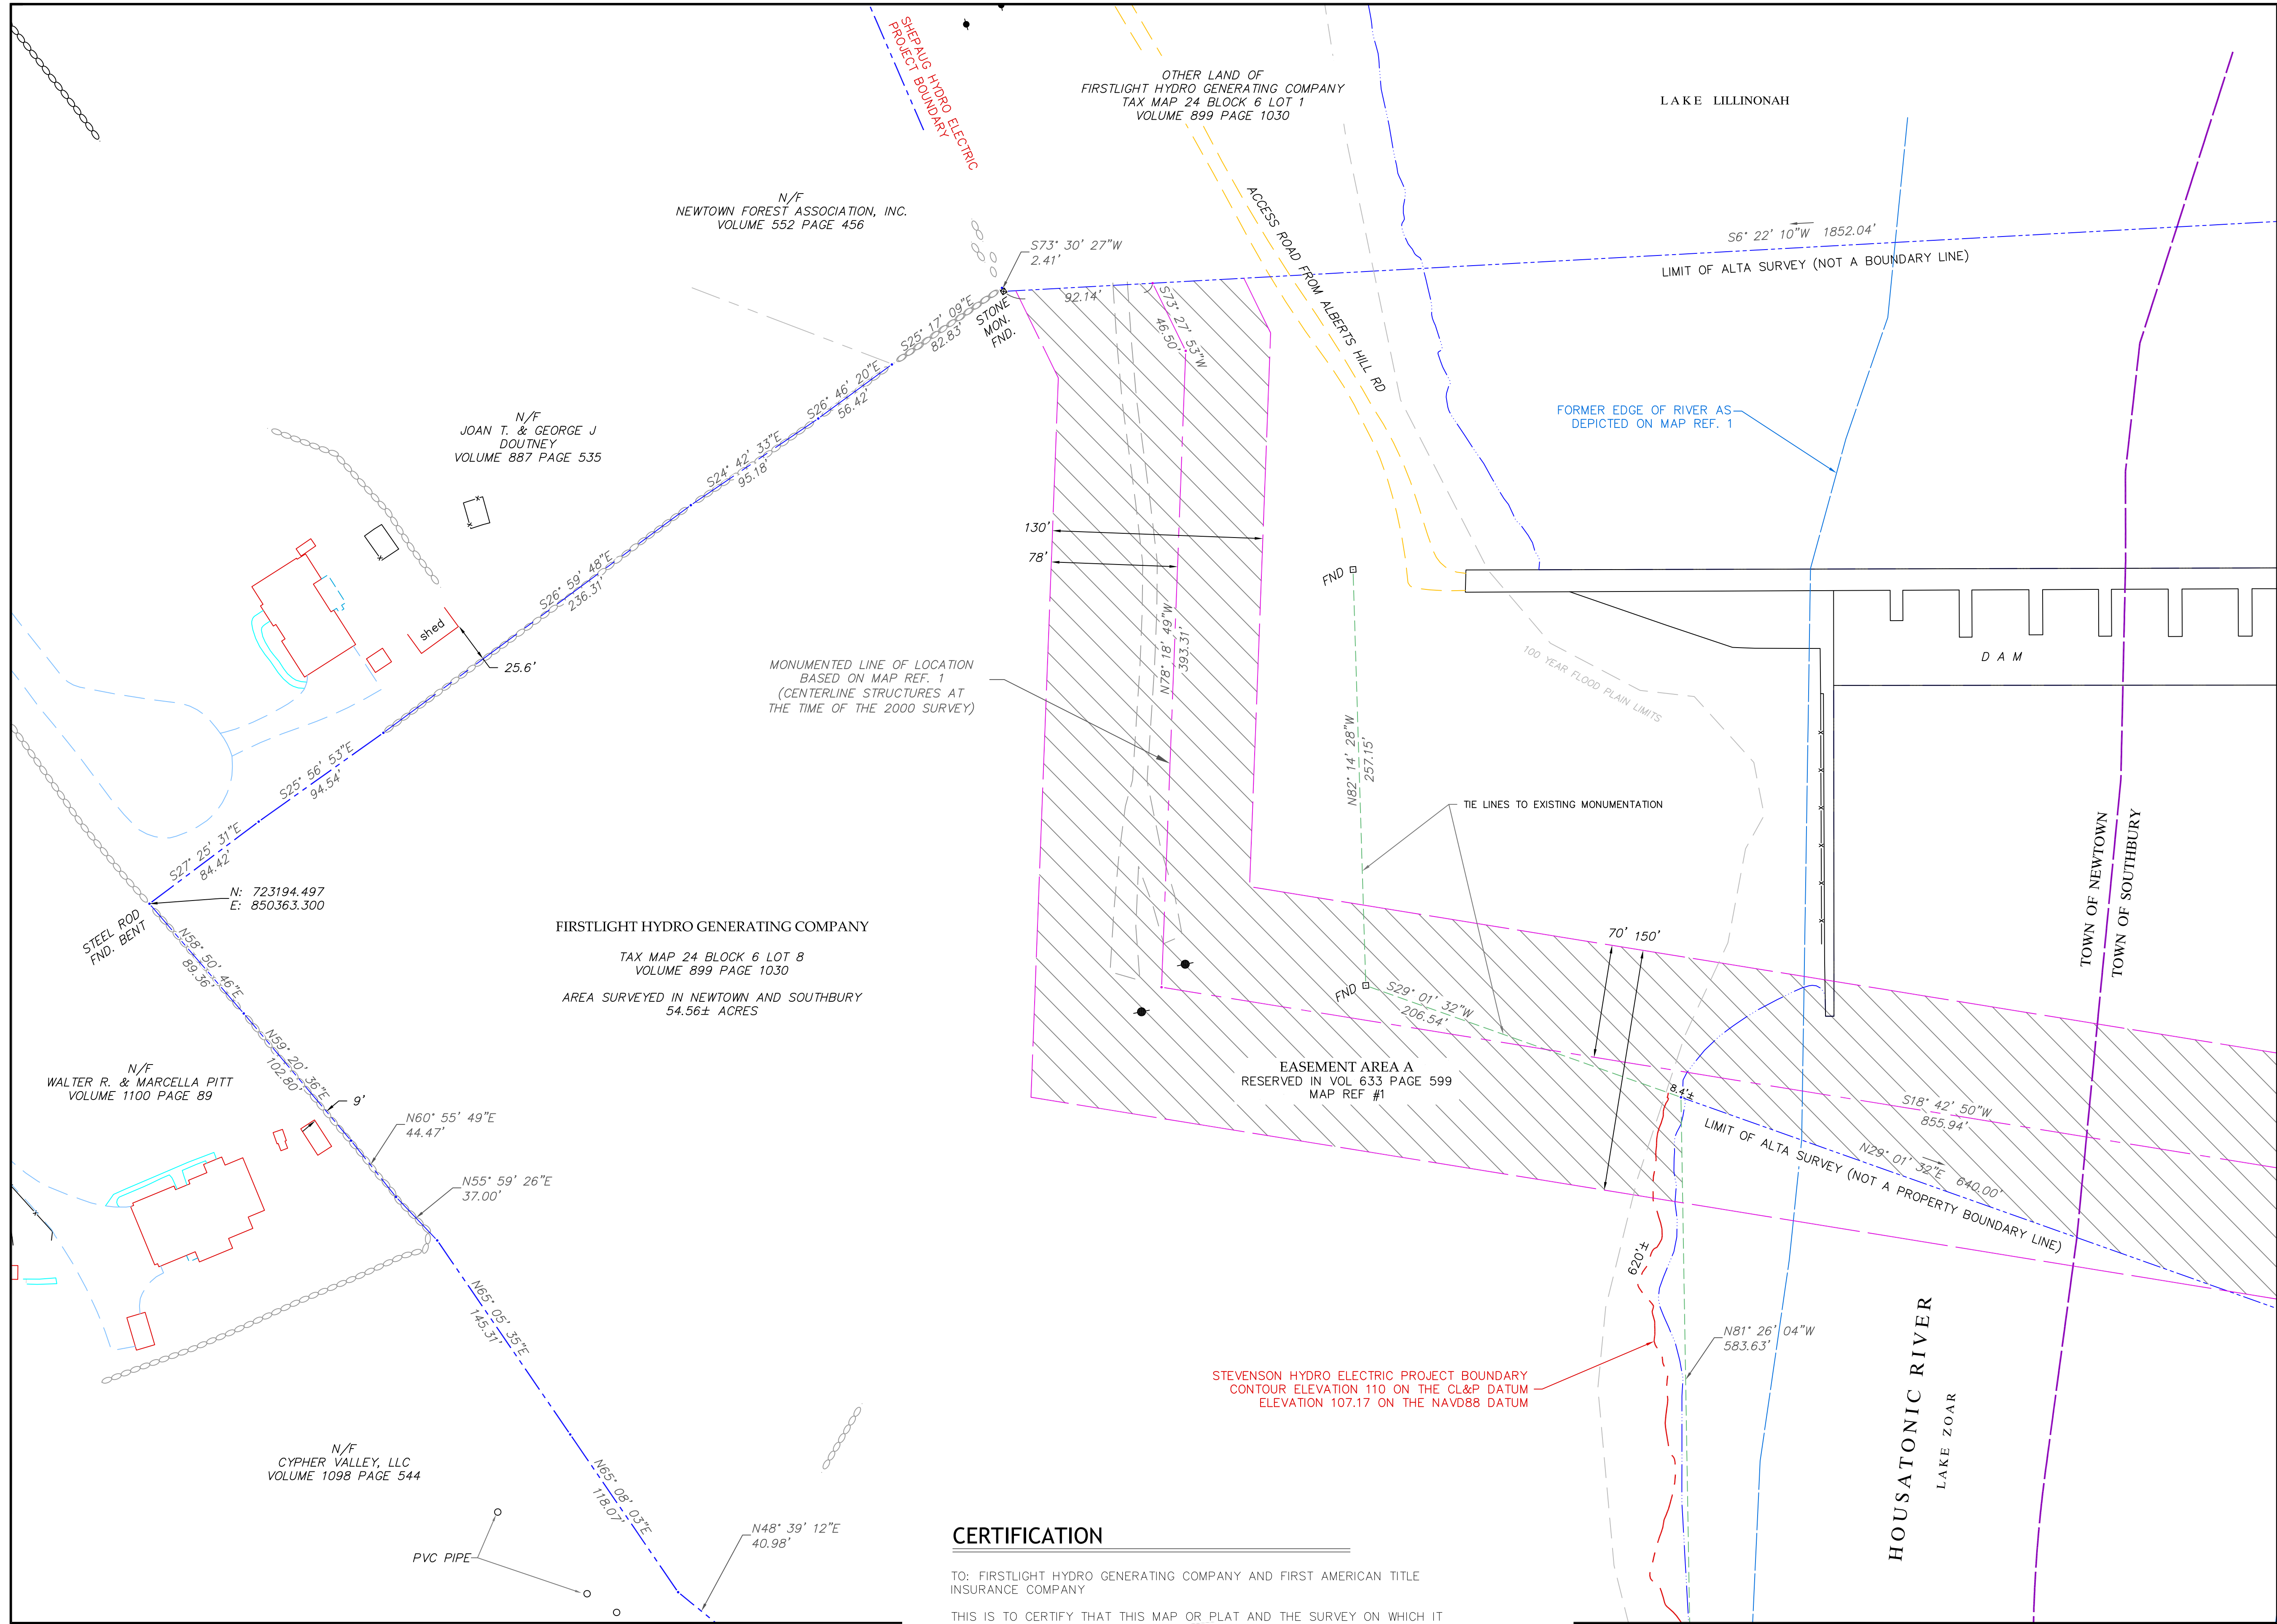 SHEPAUG HYDRO ELECTRIC
PROJECT BOUNDARY
OTHER LAND OF
FIRSTLIGHT HYDRO GENERATING COMPANY
TAX MAP 24 BLOCK 6 LOT 1
VOLUME 899 PAGE 1030
LAKE LILLINONAH
N/F
NEWTOWN FOREST ASSOCIATION, INC.
VOLUME 552 PAGE 456
ACCESS ROAD FROM ALBERTS HILL RD
S73° 30' 27"W
2.41'
S6° 22' 10"W 1852.04'
LIMIT OF ALTA SURVEY (NOT A BOUNDARY LINE)
STONE
MON.
FND.
92.14'
S73° 27' 53"W
46.50'
S25° 17' 09"E
82.83'
S26° 46' 20"E
56.42'
N/F
JOAN T. & GEORGE J
DOUTNEY
VOLUME 887 PAGE 535
FORMER EDGE OF RIVER AS
DEPICTED ON MAP REF. 1
S24° 42' 33"E
95.18'
130'
78'
FND
S26° 59' 48"E
236.31'
shed
25.6'
N78° 18' 49"W
393.31'
MONUMENTED LINE OF LOCATION
BASED ON MAP REF. 1
(CENTERLINE STRUCTURES AT
THE TIME OF THE 2000 SURVEY)
100 YEAR FLOOD PLAIN LIMITS
D A M
N82° 14' 28"W
257.15'
S25° 56' 53"E
94.54'
TIE LINES TO EXISTING MONUMENTATION
S27° 25' 31"E
84.42'
TOWN OF NEWTOWN
TOWN OF SOUTHBURY
N: 723194.497
E: 850363.300
STEEL ROD
FND. BENT
FIRSTLIGHT HYDRO GENERATING COMPANY
TAX MAP 24 BLOCK 6 LOT 8
VOLUME 899 PAGE 1030
AREA SURVEYED IN NEWTOWN AND SOUTHBURY
54.56± ACRES
N58° 50' 46"E
89.36'
70' 150'
FND
S29° 01' 32"W
206.54'
N59° 20' 36"E
102.80'
N/F
WALTER R. & MARCELLA PITT
VOLUME 1100 PAGE 89
9'
EASEMENT AREA A
RESERVED IN VOL 633 PAGE 599
MAP REF #1
8.4'±
S18° 42' 50"W
855.94'
N60° 55' 49"E
44.47'
LIMIT OF ALTA SURVEY (NOT A PROPERTY BOUNDARY LINE)
N29° 01' 32"E 640.00'
N55° 59' 26"E
37.00'
620'±
N65° 05' 35"E
145.31'
N81° 26' 04"W
583.63'
STEVENSON HYDRO ELECTRIC PROJECT BOUNDARY
CONTOUR ELEVATION 110 ON THE CL&P DATUM
ELEVATION 107.17 ON THE NAVD88 DATUM
HOUSATONIC RIVER
LAKE ZOAR
N/F
CYPHER VALLEY, LLC
VOLUME 1098 PAGE 544
N65° 08' 03"E
118.07'
N48° 39' 12"E
40.98'
PVC PIPE
CERTIFICATION
TO: FIRSTLIGHT HYDRO GENERATING COMPANY AND FIRST AMERICAN TITLE
INSURANCE COMPANY
THIS IS TO CERTIFY THAT THIS MAP OR PLAT AND THE SURVEY ON WHICH IT